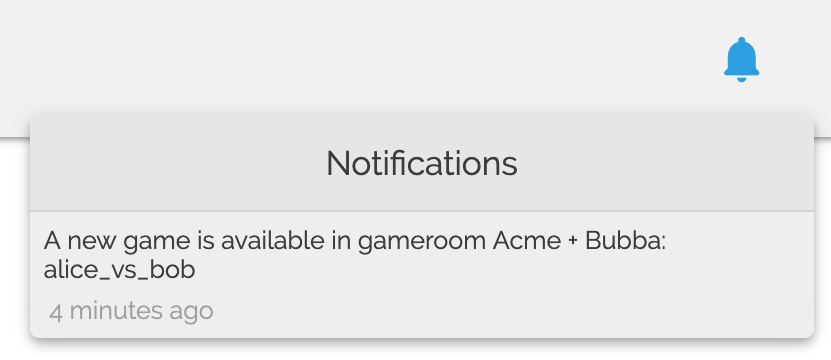 Notifications
A new game is available in gameroom Acme + Bubba:
alice_vs_bob
4 minutes ago